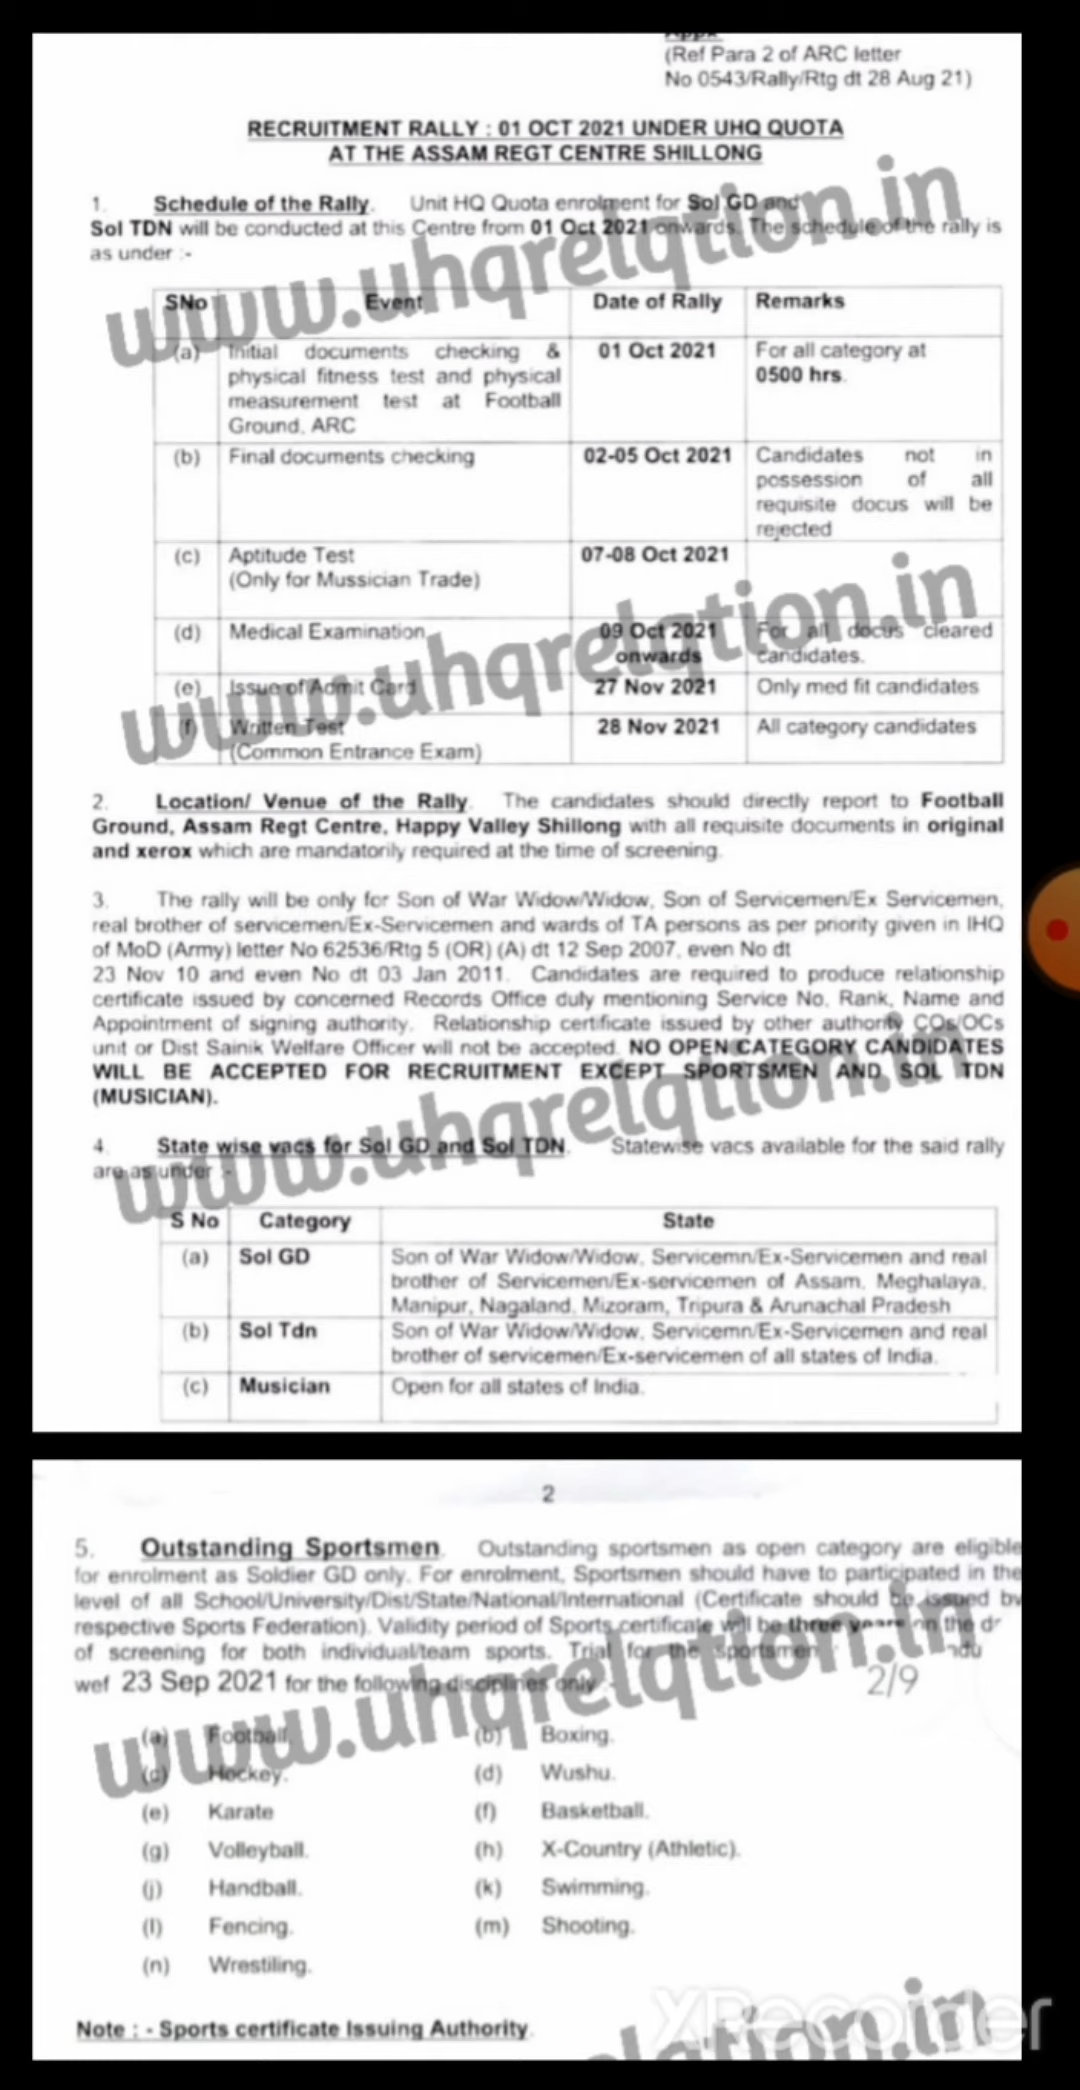 (Ref Para 2 of ARC letter
No 0543/Rally/Rtg dt 28 Aug 21)
RECRUITMENT RALLY : 01 OCT 2021 UNDER UHQ QUOTA
AT THE ASSAM REGT CENTRE SHILLONG
1. Schedule of the Rally. Unit HQ Quota enrolment for Sol GD and
Sol TDN will be conducted at this Centre from 01 Oct 2021 onwards. The schedule of the rally is
as under :-
SNo Event Date of Rally Remarks
(a) Initial documents checking & 01 Oct 2021 For all category at
physical fitness test and physical 0500 hrs.
measurement test at Football
Ground, ARC
(b) Final documents checking 02-05 Oct 2021 Candidates not in
possession of all
requisite docus will be
rejected
(c) Aptitude Test 07-08 Oct 2021
(Only for Mussician Trade)
(d) Medical Examination 09 Oct 2021 For all docus cleared
onwards candidates.
(e) Issue of Admit Card 27 Nov 2021 Only med fit candidates
(f) Written Test 28 Nov 2021 All category candidates
(Common Entrance Exam)
2. Location/ Venue of the Rally. The candidates should directly report to Football
Ground, Assam Regt Centre, Happy Valley Shillong with all requisite documents in original
and xerox which are mandatorily required at the time of screening.
3. The rally will be only for Son of War Widow/Widow, Son of Servicemen/Ex Servicemen,
real brother of servicemen/Ex-Servicemen and wards of TA persons as per priority given in IHQ
of MoD (Army) letter No 62536/Rtg 5 (OR) (A) dt 12 Sep 2007, even No dt
23 Nov 10 and even No dt 03 Jan 2011. Candidates are required to produce relationship
certificate issued by concerned Records Office duly mentioning Service No, Rank, Name and
Appointment of signing authority. Relationship certificate issued by other authority COs/OCs
unit or Dist Sainik Welfare Officer will not be accepted. NO OPEN CATEGORY CANDIDATES
WILL BE ACCEPTED FOR RECRUITMENT EXCEPT SPORTSMEN AND SOL TDN
(MUSICIAN).
4. State wise vacs for Sol GD and Sol TDN. Statewise vacs available for the said rally
are as under :-
S No Category State
(a) Sol GD Son of War Widow/Widow, Servicemn/Ex-Servicemen and real
brother of Servicemen/Ex-servicemen of Assam, Meghalaya,
Manipur, Nagaland, Mizoram, Tripura & Arunachal Pradesh
(b) Sol Tdn Son of War Widow/Widow, Servicemn/Ex-Servicemen and real
brother of servicemen/Ex-servicemen of all states of India.
(c) Musician Open for all states of India.
www.uhqrelqtion.in
www.uhqrelqtion.in
www.uhqrelqtion.in
2
5. Outstanding Sportsmen. Outstanding sportsmen as open category are eligible
for enrolment as Soldier GD only. For enrolment, Sportsmen should have to participated in the
level of all School/University/Dist/State/National/International (Certificate should be issued by
respective Sports Federation). Validity period of Sports certificate will be three years on the
of screening for both individual/team sports. Trial for the sportsmen
wef 23 Sep 2021 for the following disciplines only :-
2/9
(a) Football. (b) Boxing.
(c) Hockey. (d) Wushu.
(e) Karate (f) Basketball.
(g) Volleyball. (h) X-Country (Athletic).
(j) Handball. (k) Swimming.
(l) Fencing. (m) Shooting.
(n) Wrestiling.
www.uhqrelqtion.in
Note : - Sports certificate Issuing Authority.
XRecorder